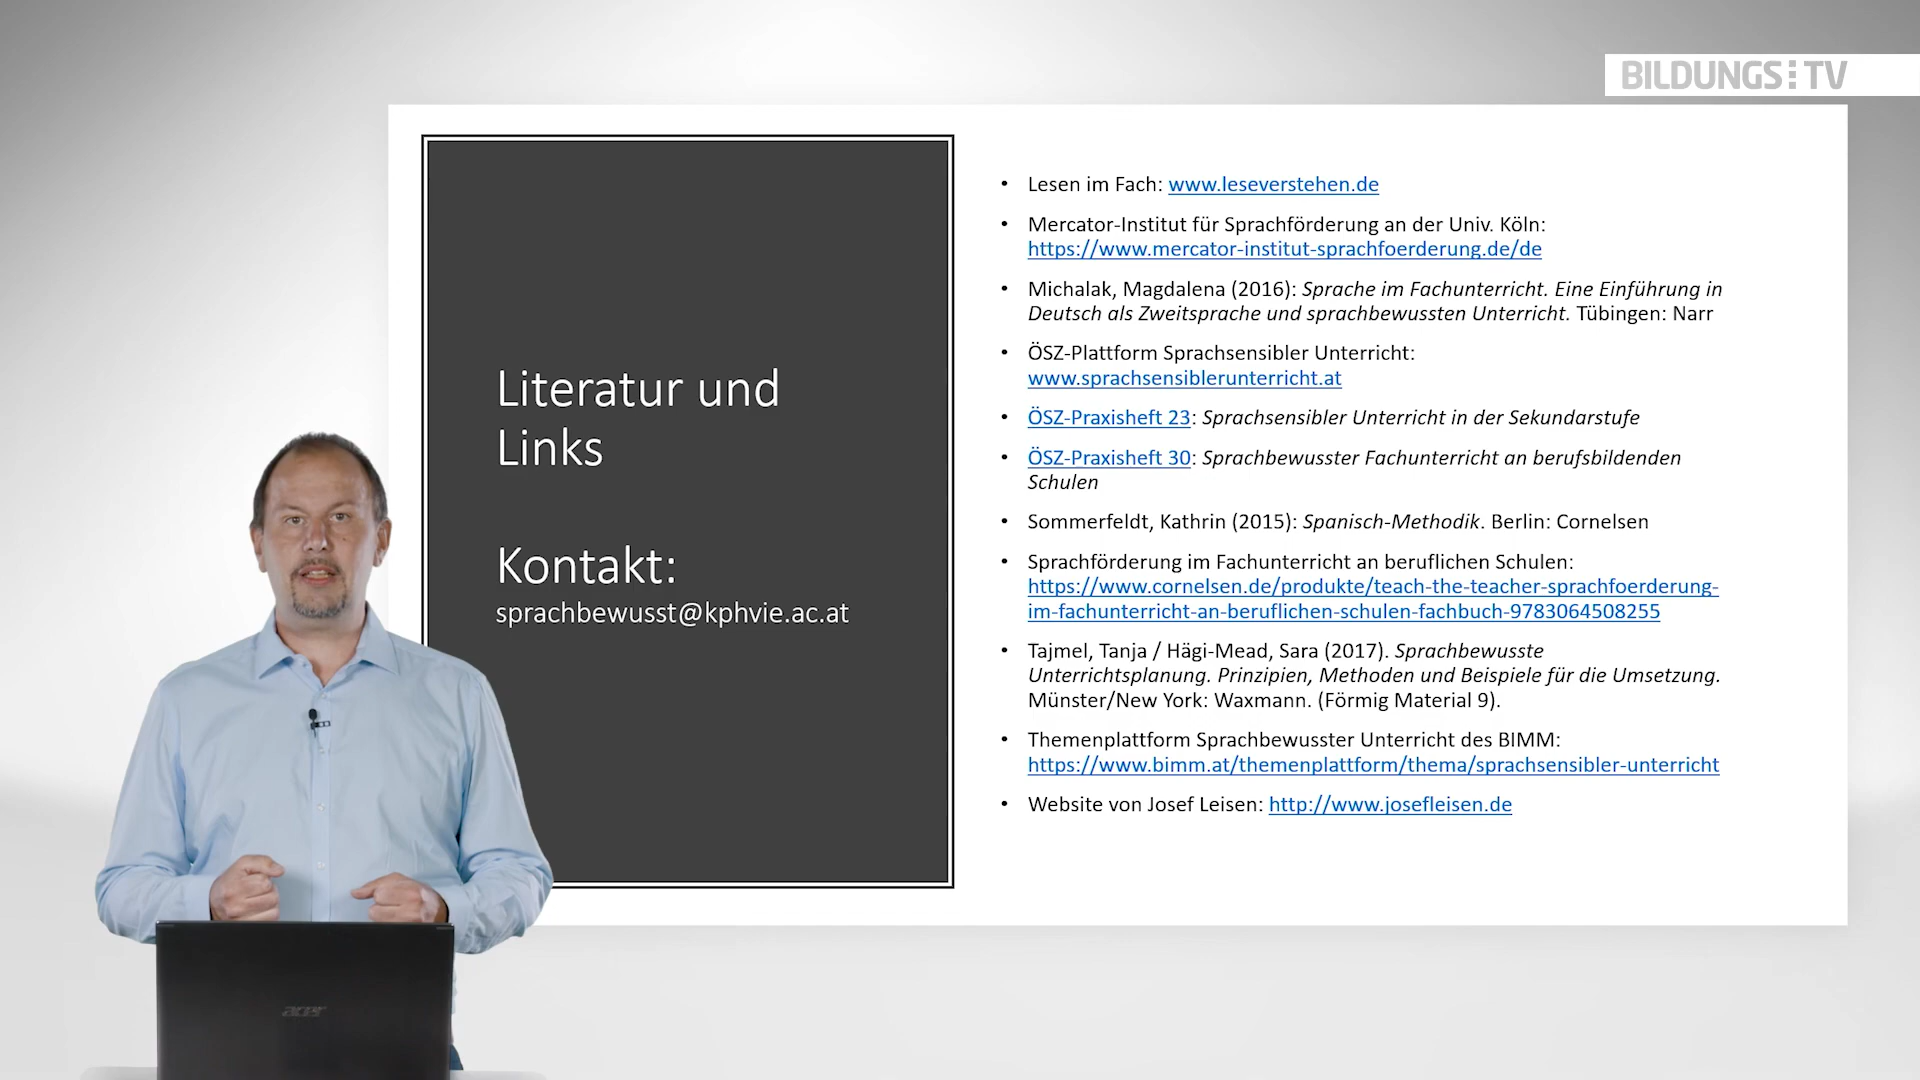 BILDUNGS:TV
Literatur und
Links
Kontakt:
sprachbewusst@kphvie.ac.at
• Lesen im Fach: www.leseverstehen.de
• Mercator-Institut für Sprachförderung an der Univ. Köln:
https://www.mercator-institut-sprachfoerderung.de/de
• Michalak, Magdalena (2016): Sprache im Fachunterricht. Eine Einführung in
Deutsch als Zweitsprache und sprachbewussten Unterricht. Tübingen: Narr
• ÖSZ-Plattform Sprachsensibler Unterricht:
www.sprachsensiblerunterricht.at
• ÖSZ-Praxisheft 23: Sprachsensibler Unterricht in der Sekundarstufe
• ÖSZ-Praxisheft 30: Sprachbewusster Fachunterricht an berufsbildenden
Schulen
• Sommerfeldt, Kathrin (2015): Spanisch-Methodik. Berlin: Cornelsen
• Sprachförderung im Fachunterricht an beruflichen Schulen:
https://www.cornelsen.de/produkte/teach-the-teacher-sprachfoerderung-
im-fachunterricht-an-beruflichen-schulen-fachbuch-9783064508255
• Tajmel, Tanja / Hägi-Mead, Sara (2017). Sprachbewusste
Unterrichtsplanung. Prinzipien, Methoden und Beispiele für die Umsetzung.
Münster/New York: Waxmann. (Förmig Material 9).
• Themenplattform Sprachbewusster Unterricht des BIMM:
https://www.bimm.at/themenplattform/thema/sprachsensibler-unterricht
• Website von Josef Leisen: http://www.josefleisen.de
acer